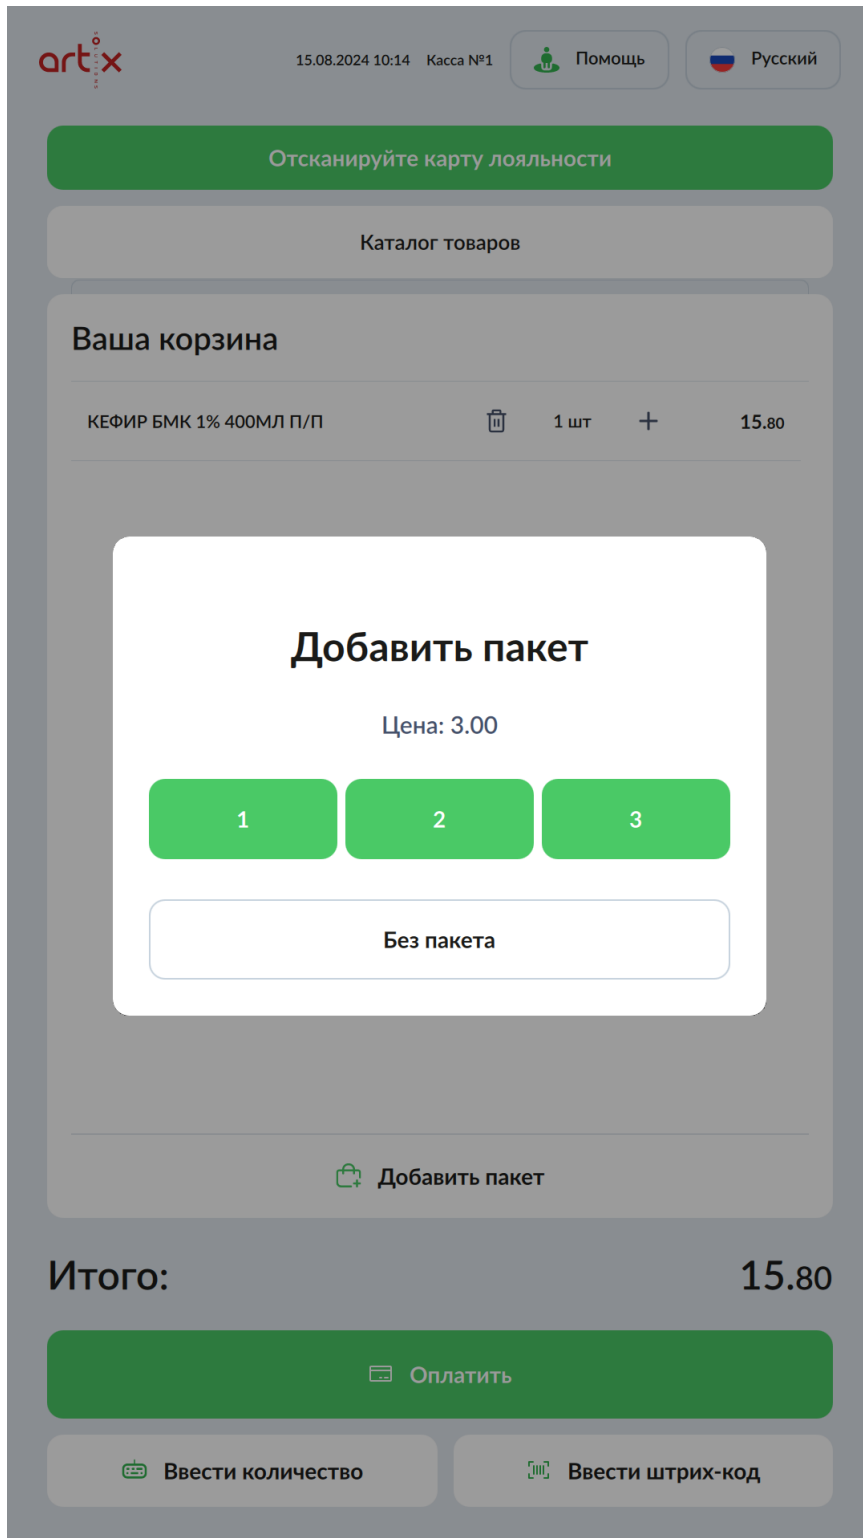 artix
15.08.2024 10:14 Касса №1 Помощь Русский
Отсканируйте карту лояльности
Каталог товаров
Ваша корзина
КЕФИР БМК 1% 400МЛ П/П 1 шт 15.80
Добавить пакет
Цена: 3.00
1 2 3
Без пакета
Добавить пакет
Итого: 15.80
Оплатить
Ввести количество Ввести штрих-код